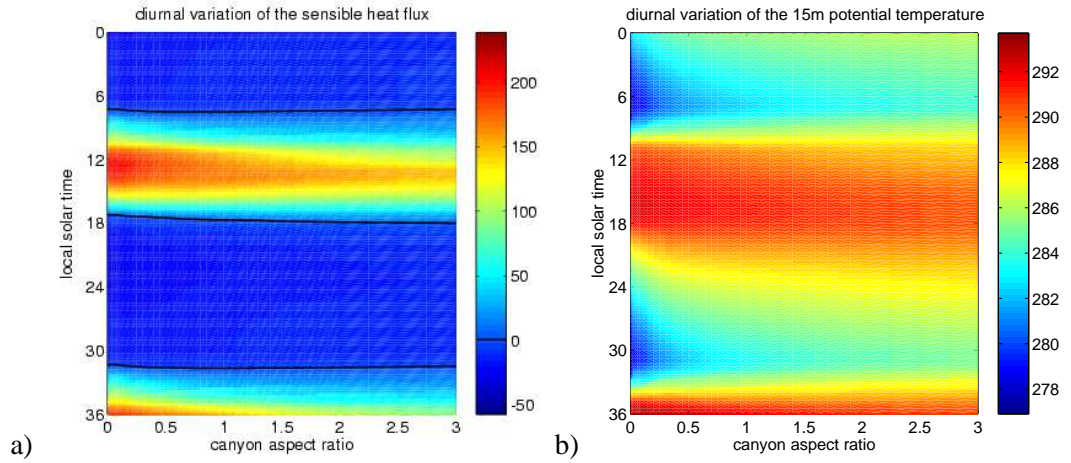 diurnal variation of the sensible heat flux
0
6
12
18
24
30
36
local solar time
0 0.5 1 1.5 2 2.5 3
canyon aspect ratio
200
150
100
50
0
-50
a)
diurnal variation of the 15m potential temperature
0
6
12
18
24
30
36
local solar time
0 0.5 1 1.5 2 2.5 3
canyon aspect ratio
292
290
288
286
284
282
280
278
b)